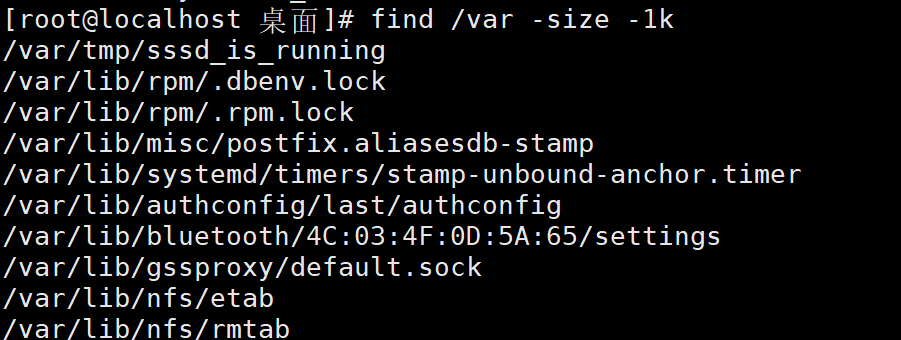 [root@localhost 桌面]# find /var -size -1k
/var/tmp/sssd_is_running
/var/lib/rpm/.dbenv.lock
/var/lib/rpm/.rpm.lock
/var/lib/misc/postfix.aliasesdb-stamp
/var/lib/systemd/timers/stamp-unbound-anchor.timer
/var/lib/authconfig/last/authconfig
/var/lib/bluetooth/4C:03:4F:0D:5A:65/settings
/var/lib/gssproxy/default.sock
/var/lib/nfs/etab
/var/lib/nfs/rmtab